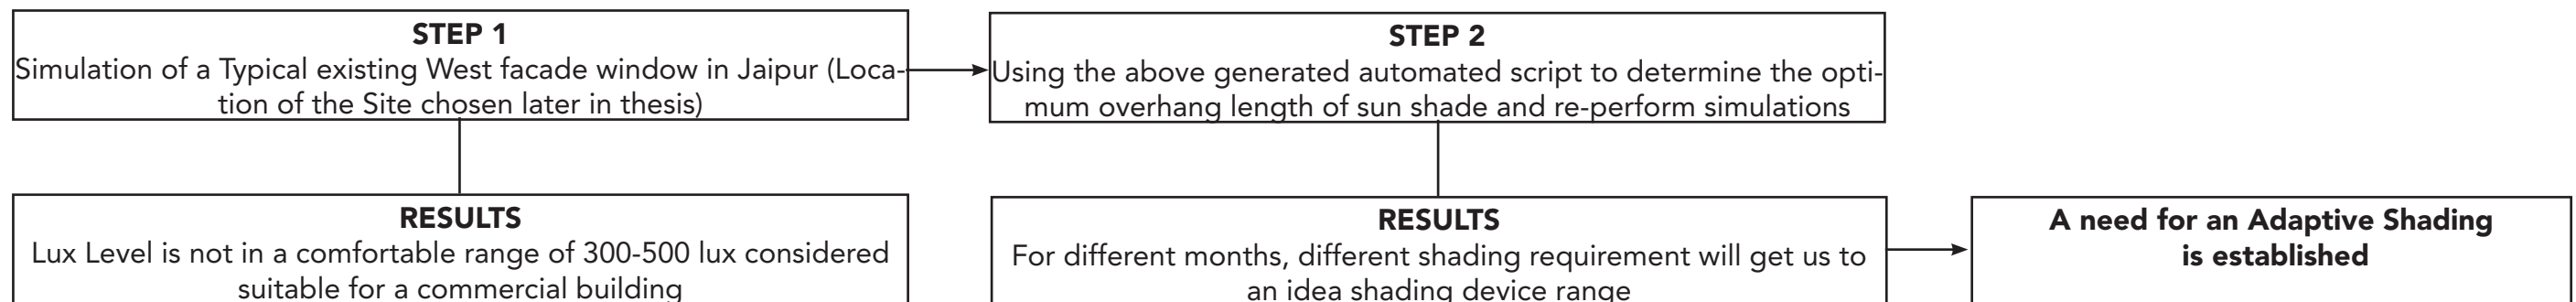 STEP 1
Simulation of a Typical existing West facade window in Jaipur (Loca-
tion of the Site chosen later in thesis)
STEP 2
Using the above generated automated script to determine the opti-
mum overhang length of sun shade and re-perform simulations
RESULTS
Lux Level is not in a comfortable range of 300-500 lux considered
suitable for a commercial building
RESULTS
For different months, different shading requirement will get us to
an idea shading device range
A need for an Adaptive Shading
is established